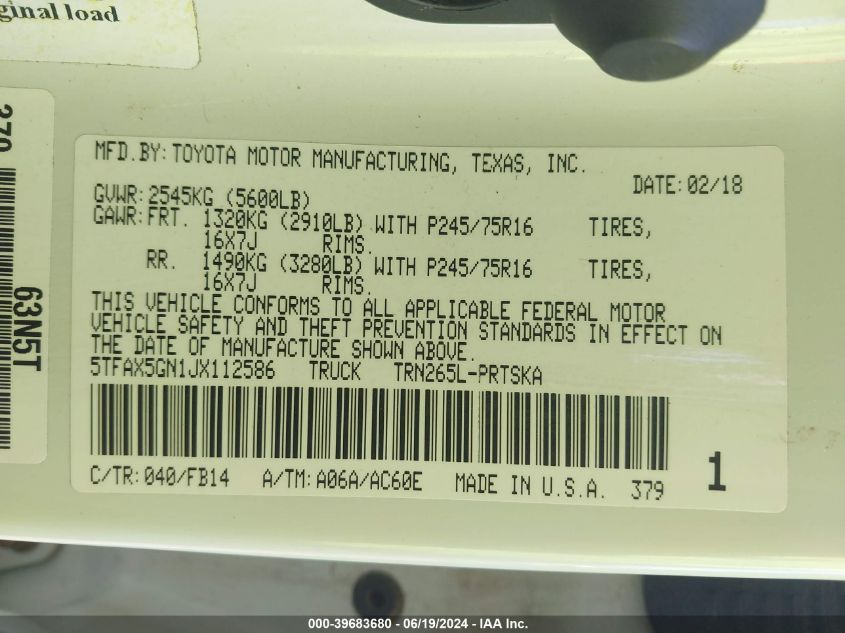 ginal load
63N5T
MFD.BY:TOYOTA MOTOR MANUFACTURING, TEXAS, INC.
DATE:02/18
GVWR:2545KG (5600LB)
GAWR:FRT. 1320KG (2910LB) WITH P245/75R16 TIRES,
16X7J RIMS.
RR. 1490KG (3280LB) WITH P245/75R16 TIRES,
16X7J RIMS.
THIS VEHICLE CONFORMS TO ALL APPLICABLE FEDERAL MOTOR
VEHICLE SAFETY AND THEFT PREVENTION STANDARDS IN EFFECT ON
THE DATE OF MANUFACTURE SHOWN ABOVE.
5TFAX5GN1JX112586 TRUCK TRN265L-PRTSKA
C/TR:040/FB14 A/TM:A06A/AC60E MADE IN U.S.A. 379
1
000-39683680 - 06/19/2024 - IAA Inc.